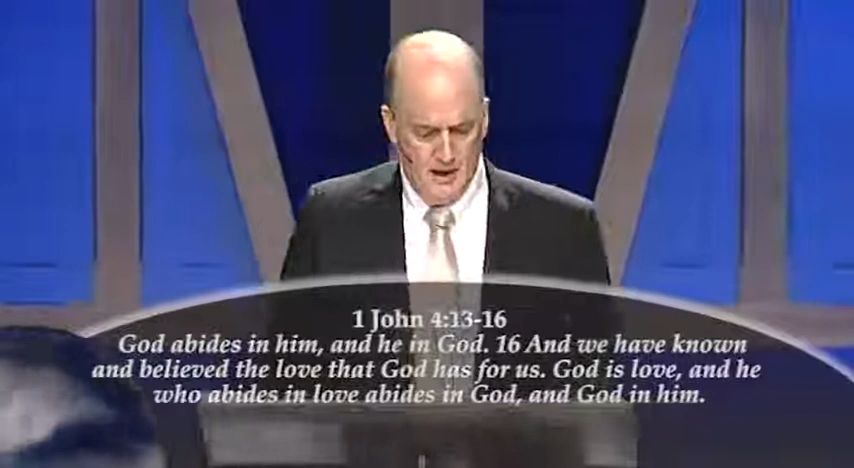 1 John 4:13-16
God abides in him, and he in God. 16 And we have known
and believed the love that God has for us. God is love, and he
who abides in love abides in God, and God in him.